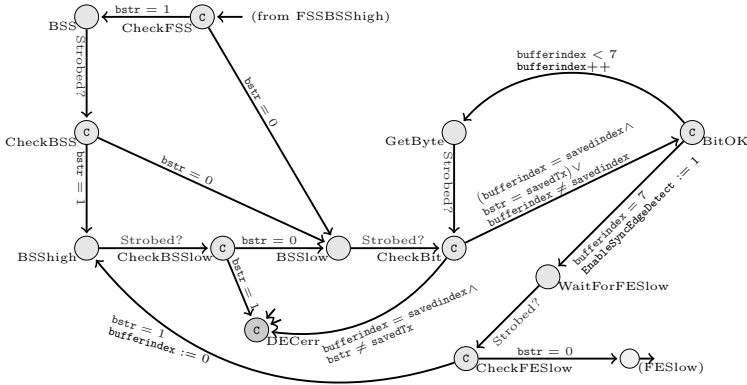 bstr = 1
C
(from FSSBSShigh)
BSS
CheckFSS
Strobed?
bstr = 0
bufferindex < 7
bufferindex++
C
CheckBSS
GetByte
C
BitOK
bstr = 1
bstr = 0
Strobed?
(bufferindex = savedindex∧
bstr = savedTx)∨
bufferindex ≠ savedindex
bufferindex = 7
EnableSyncEdgeDetect := 1
BSShigh
Strobed?
C
CheckBSSlow
bstr = 0
BSSlow
Strobed?
C
CheckBit
bstr = 1
WaitForFESlow
C
DECerr
bufferindex = savedindex∧
bstr ≠ savedTx
Strobed?
bstr = 1
bufferindex := 0
C
CheckFESlow
bstr = 0
(FESlow)